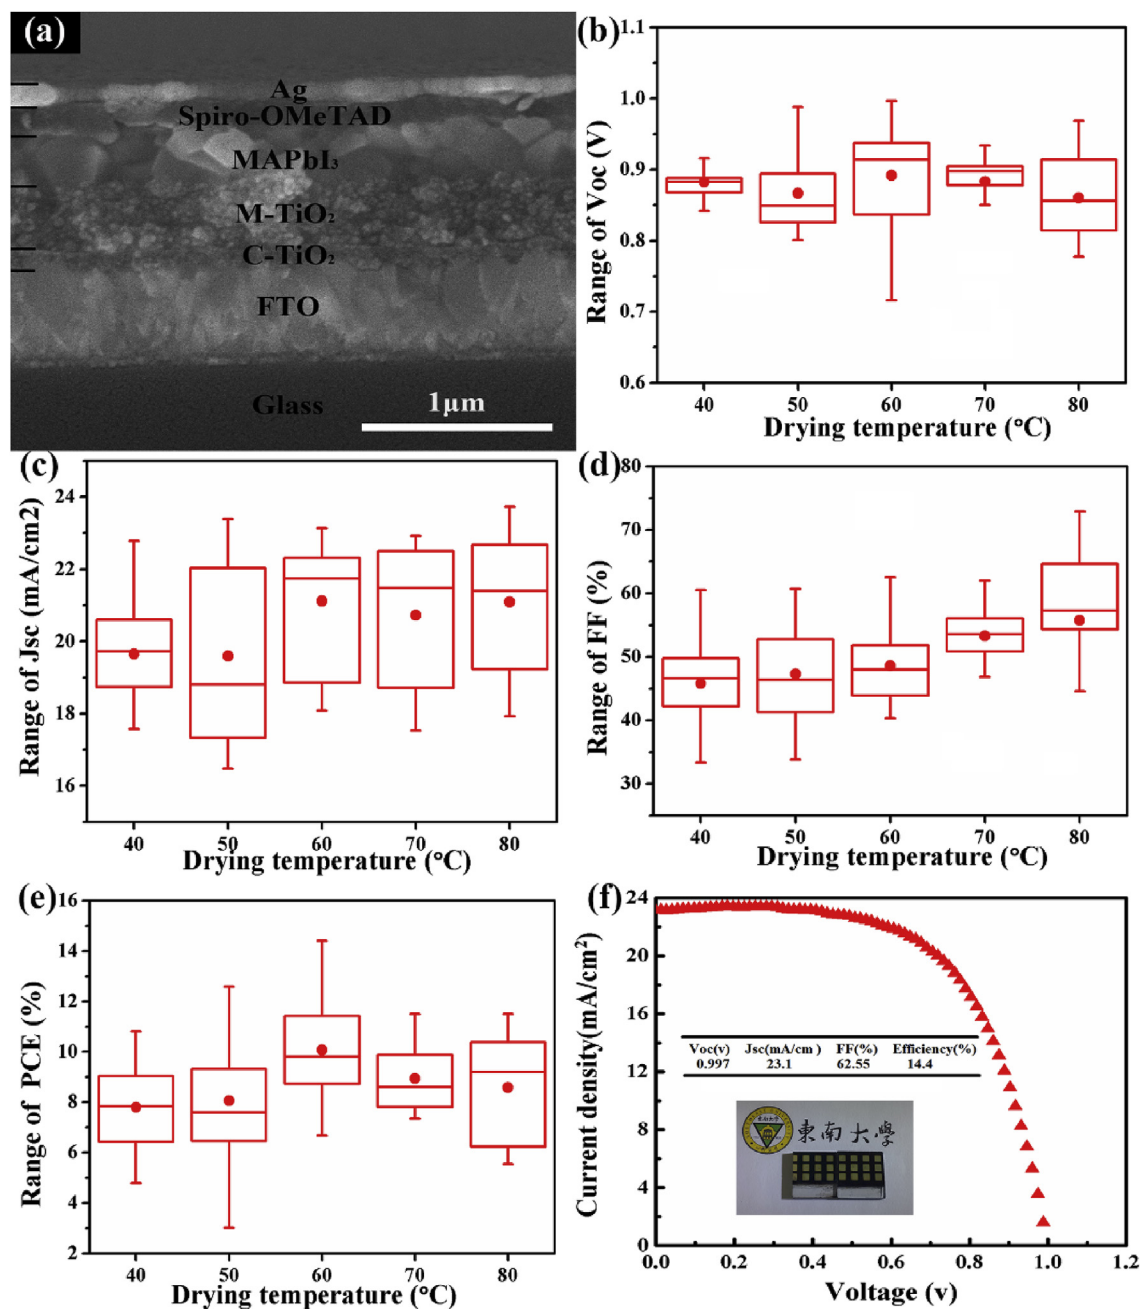 (a)
Ag
Spiro-OMeTAD
MAPbI₃
M-TiO₂
C-TiO₂
FTO
Glass
1μm
(b)
Range of Voc (V)
1.1
1.0
0.9
0.8
0.7
0.6
40 50 60 70 80
Drying temperature (°C)
(c)
Range of Jsc (mA/cm2)
24
22
20
18
16
40 50 60 70 80
Drying temperature (°C)
(d)
Range of FF (%)
80
70
60
50
40
30
40 50 60 70 80
Drying temperature (°C)
(e)
Range of PCE (%)
16
14
12
10
8
6
4
2
40 50 60 70 80
Drying temperature (°C)
(f)
Current density(mA/cm²)
24
20
16
12
8
4
0
Voc(v) Jsc(mA/cm ) FF(%) Efficiency(%)
0.997 23.1 62.55 14.4
東南大學
0.0 0.2 0.4 0.6 0.8 1.0 1.2
Voltage (v)